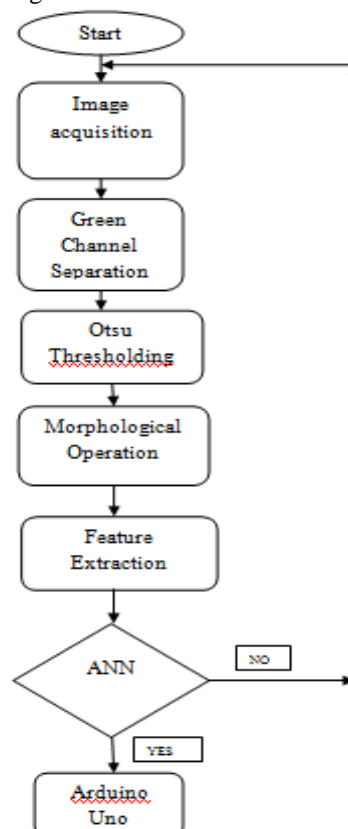 Start
Image
acquisition
Green
Channel
Separation
Otsu
Thresholding
Morphological
Operation
Feature
Extraction
ANN
NO
YES
Arduino
Uno